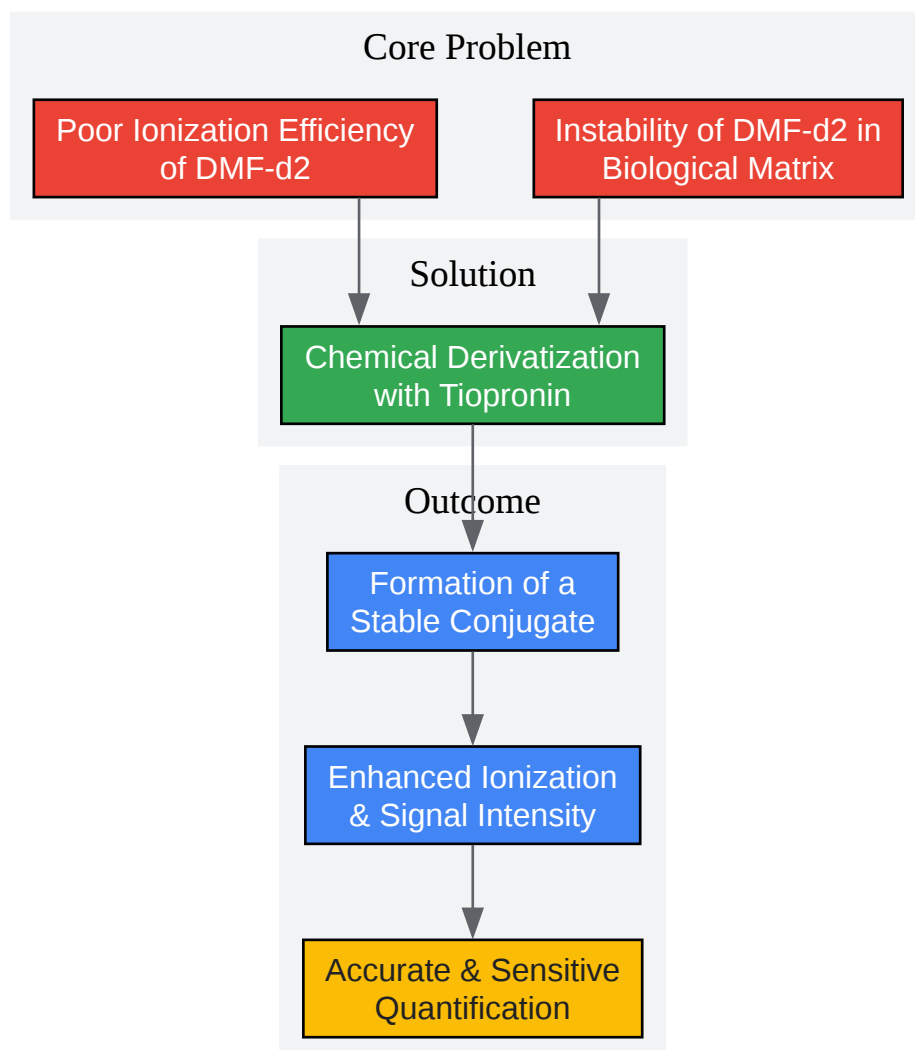 Core Problem
Poor Ionization Efficiency
of DMF-d2
Instability of DMF-d2 in
Biological Matrix
Solution
Chemical Derivatization
with Tiopronin
Outcome
Formation of a
Stable Conjugate
Enhanced Ionization
& Signal Intensity
Accurate & Sensitive
Quantification